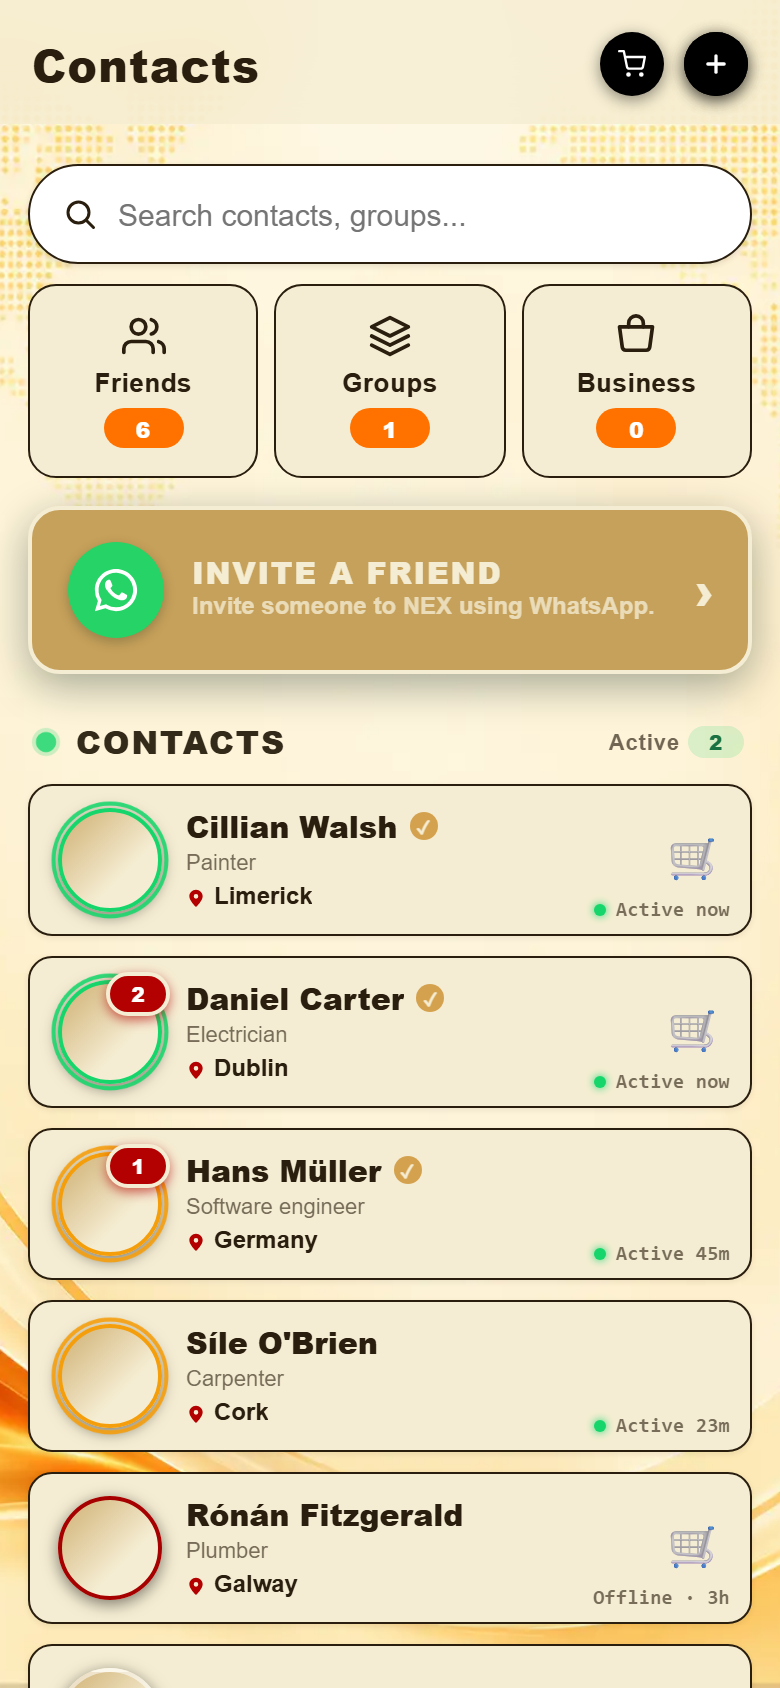 Contacts
Search contacts, groups...
Friends
6
Groups
1
Business
0
INVITE A FRIEND
Invite someone to NEX using WhatsApp.
CONTACTS
Active 2
Cillian Walsh
Painter
Limerick
Active now
2
Daniel Carter
Electrician
Dublin
Active now
1
Hans Müller
Software engineer
Germany
Active 45m
Síle O'Brien
Carpenter
Cork
Active 23m
Rónán Fitzgerald
Plumber
Galway
Offline · 3h